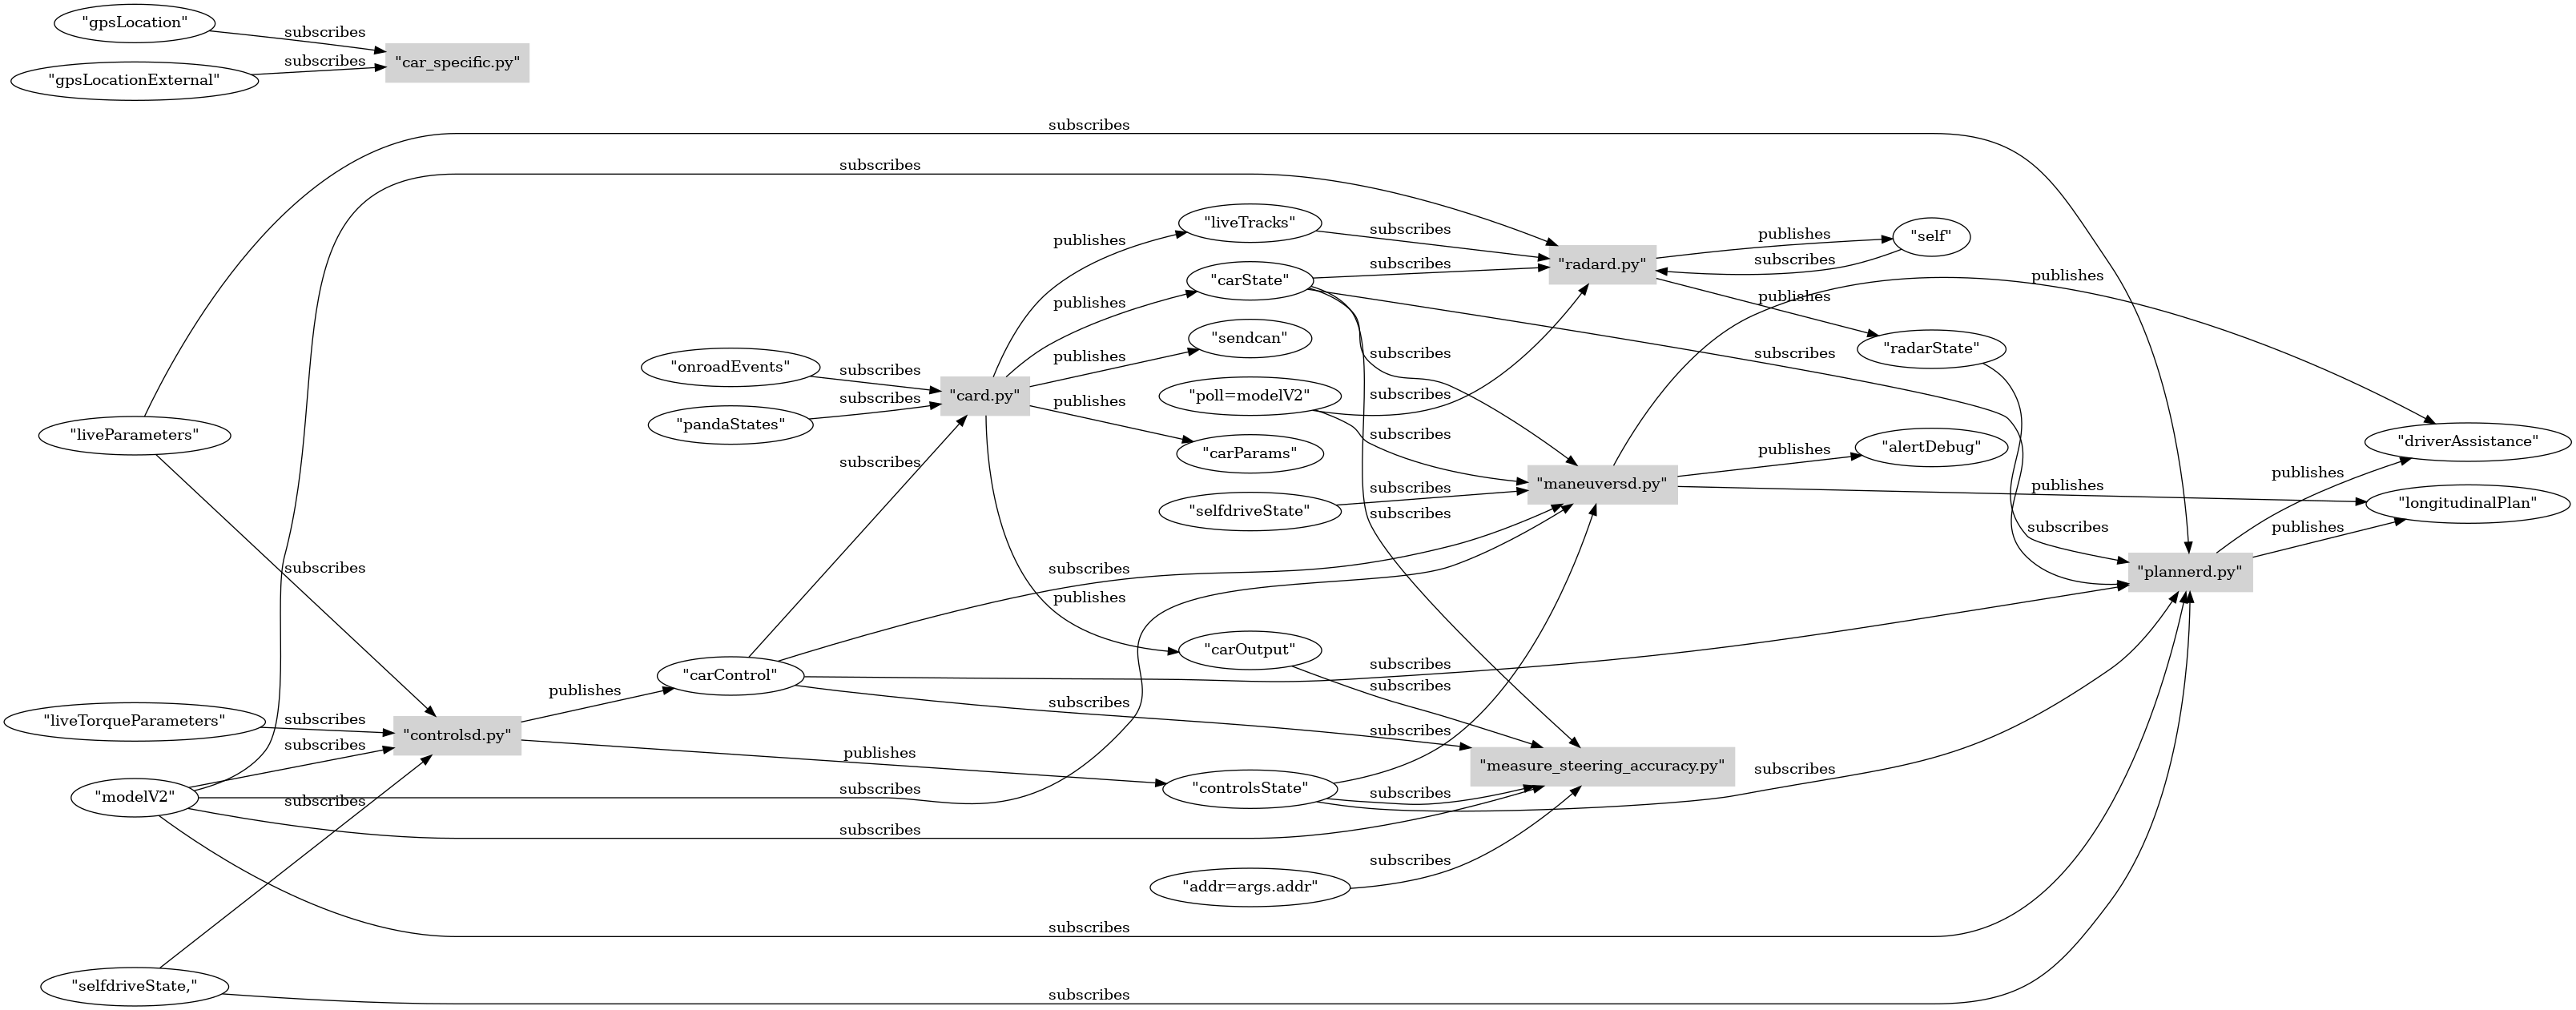 "gpsLocation"
subscribes
"car_specific.py"
subscribes
"gpsLocationExternal"
subscribes
subscribes
"liveTracks"
subscribes
publishes
"self"
publishes
subscribes
"radard.py"
subscribes
"carState"
subscribes
publishes
publishes
publishes
"sendcan"
publishes
"radarState"
subscribes
subscribes
"onroadEvents"
subscribes
"card.py"
"poll=modelV2"
subscribes
publishes
subscribes
"pandaStates"
"liveParameters"
subscribes
"carParams"
subscribes
publishes
"alertDebug"
"driverAssistance"
publishes
"maneuversd.py"
subscribes
publishes
"longitudinalPlan"
"selfdriveState"
subscribes
subscribes
publishes
subscribes
subscribes
"plannerd.py"
publishes
"carOutput"
subscribes
"carControl"
subscribes
publishes
subscribes
"liveTorqueParameters"
subscribes
"controlsd.py"
subscribes
subscribes
publishes
"measure_steering_accuracy.py"
subscribes
"modelV2"
subscribes
"controlsState"
subscribes
subscribes
subscribes
subscribes
"addr=args.addr"
subscribes
"selfdriveState,"
subscribes